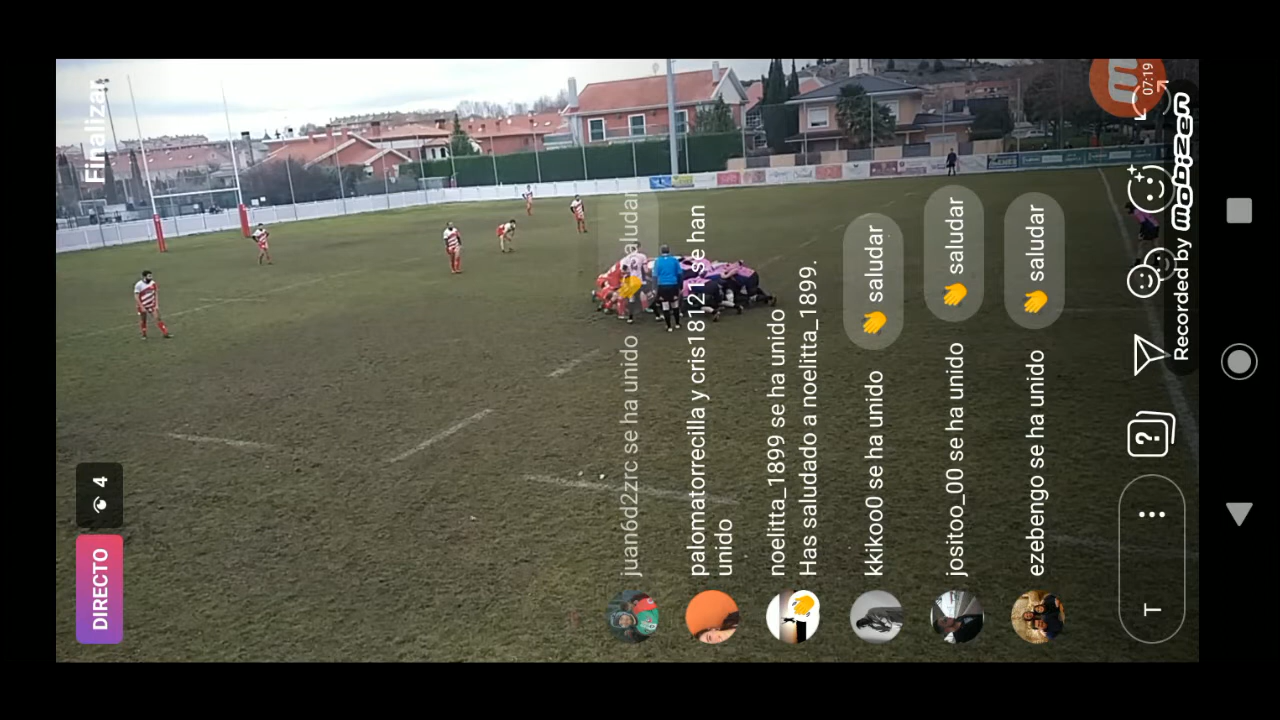 DIRECTO
4
Finalizar
juan6d2zrc se ha unido
saludar
palomatorrecilla y cris18121 se han
unido
noelitta_1899 se ha unido
Has saludado a noelitta_1899.
kkikoo0 se ha unido
saludar
jositoo_00 se ha unido
saludar
ezebengo se ha unido
saludar
T
?
Recorded by mobizen
07:19